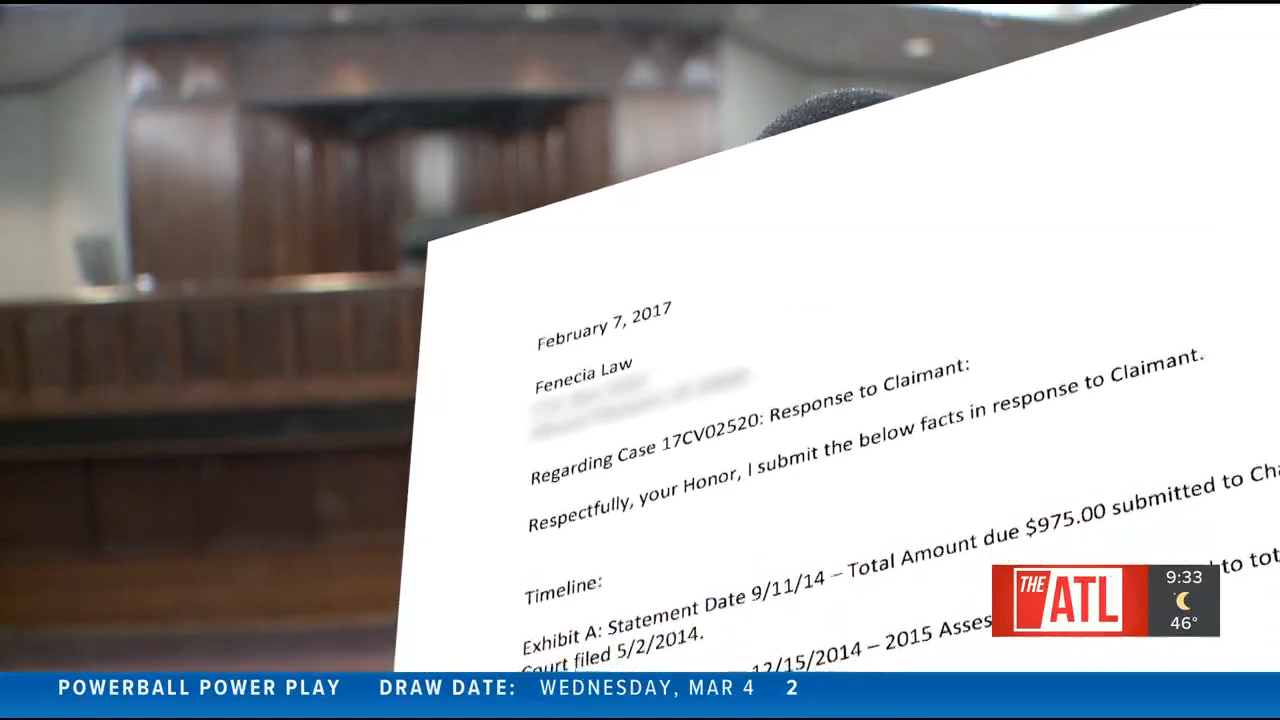 February 7, 2017
Fenecia Law
Regarding Case 17CV02520: Response to Claimant:
Respectfully, your Honor, I submit the below facts in response to Claimant.
Timeline:
Exhibit A: Statement Date 9/11/14 – Total Amount due $975.00 submitted to
Court filed 5/2/2014.
12/15/2014 – 2015
to
THE ATL
9:33
46°
POWERBALL POWER PLAY DRAW DATE: WEDNESDAY, MAR 4 2